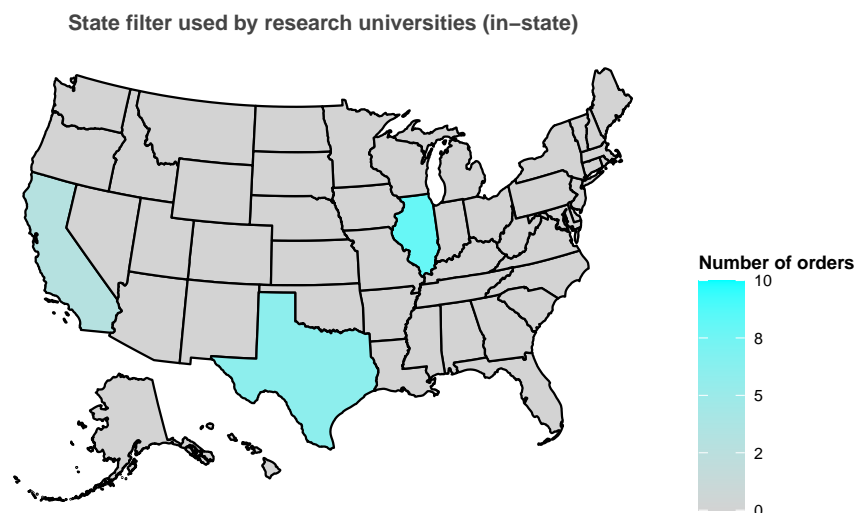 State filter used by research universities (in−state)
Number of orders
10
8
5
2
0